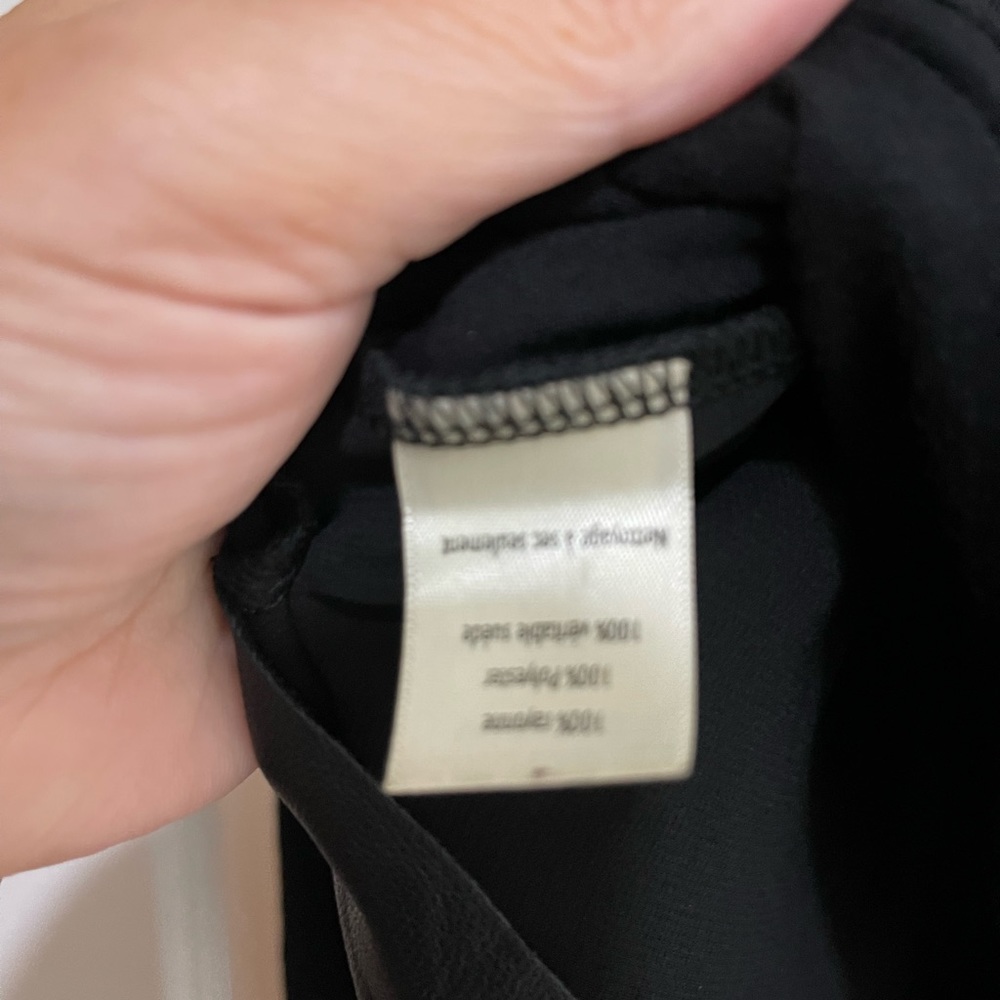 100% rayonne
100% Polyester
100% véritable suède
Nettoyage à sec seulement